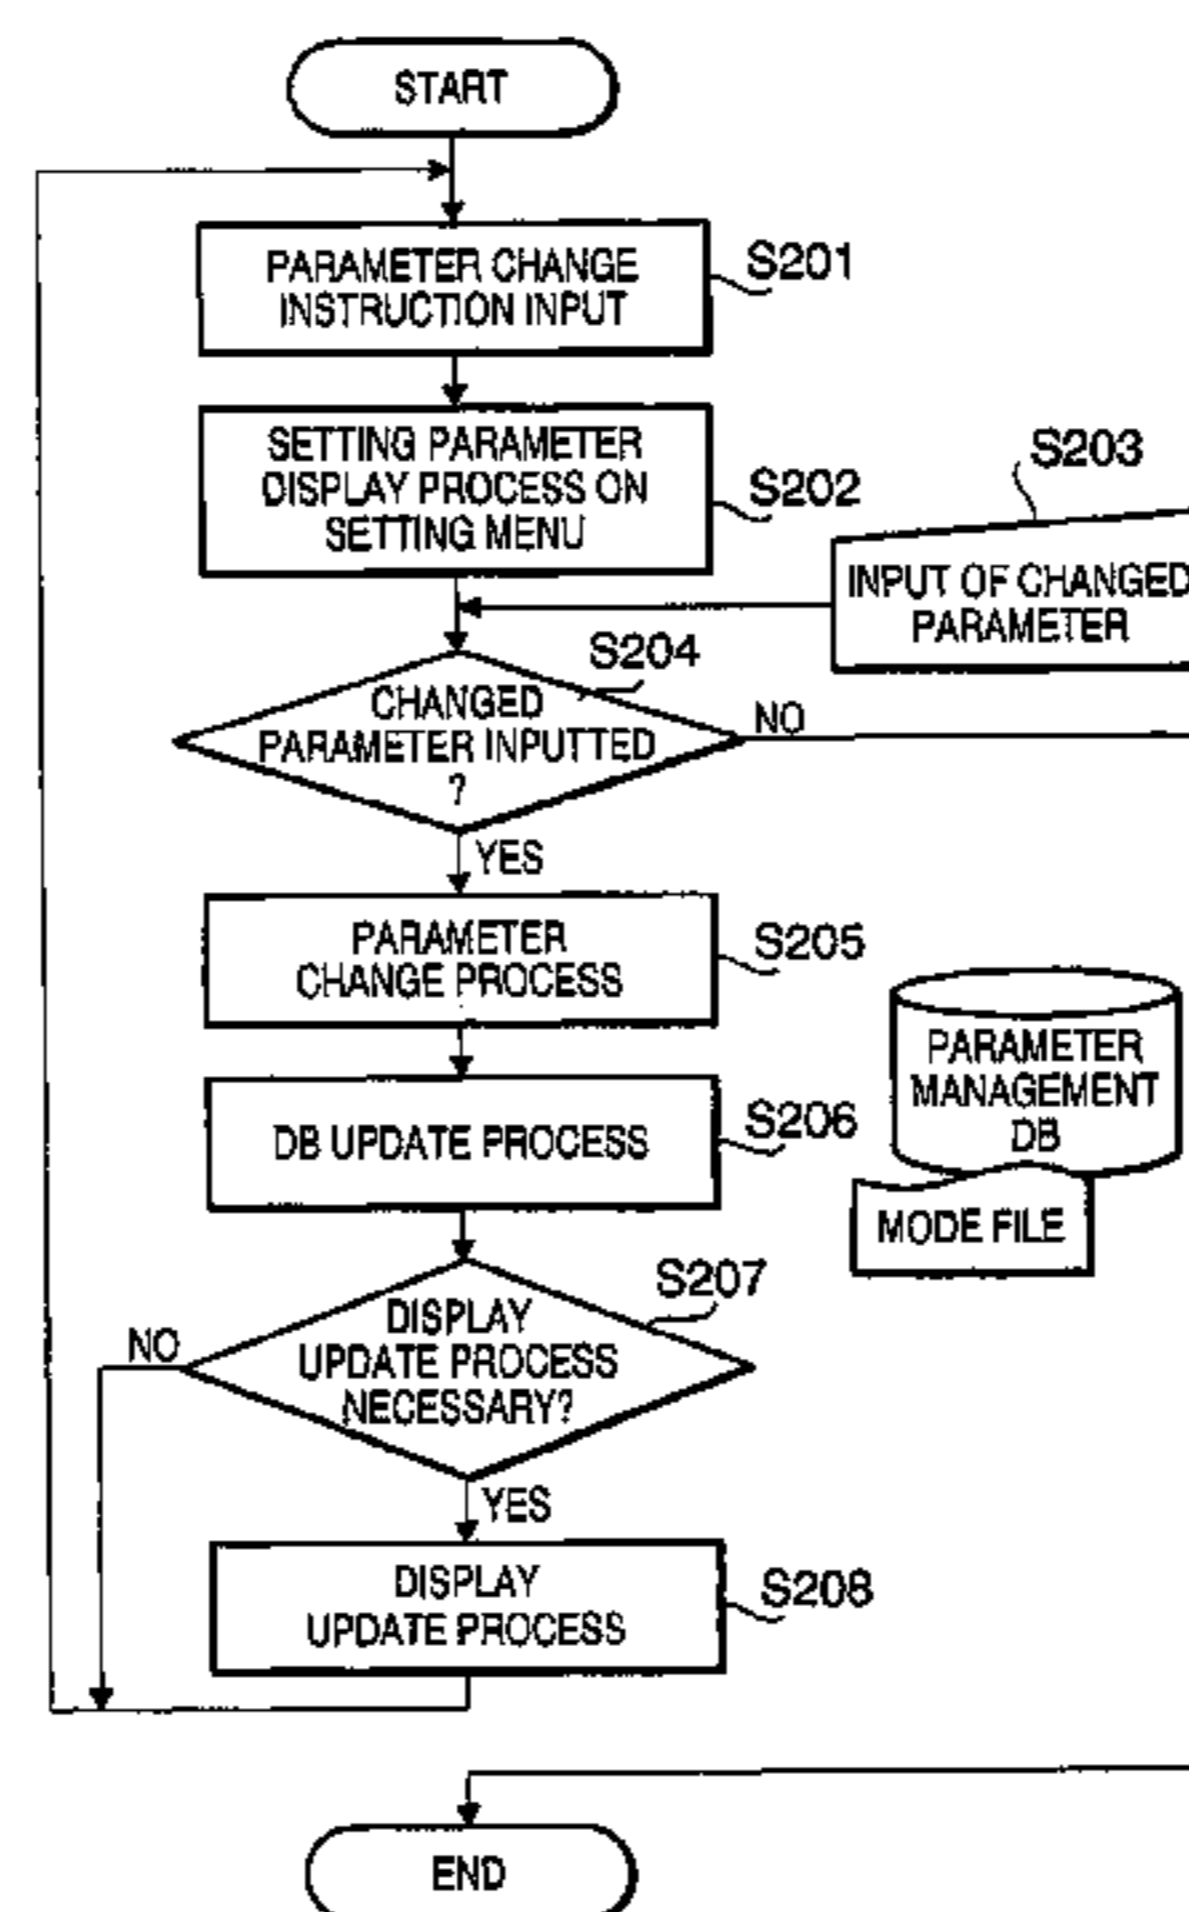 START
PARAMETER CHANGE
INSTRUCTION INPUT
S201
SETTING PARAMETER
DISPLAY PROCESS ON
SETTING MENU
S202
S203
INPUT OF CHANGED
PARAMETER
S204
CHANGED
PARAMETER INPUTTED
?
NO
YES
PARAMETER
CHANGE PROCESS
S205
PARAMETER
MANAGEMENT
DB
MODE FILE
DB UPDATE PROCESS
S206
S207
DISPLAY
UPDATE PROCESS
NECESSARY?
NO
YES
DISPLAY
UPDATE PROCESS
S208
END